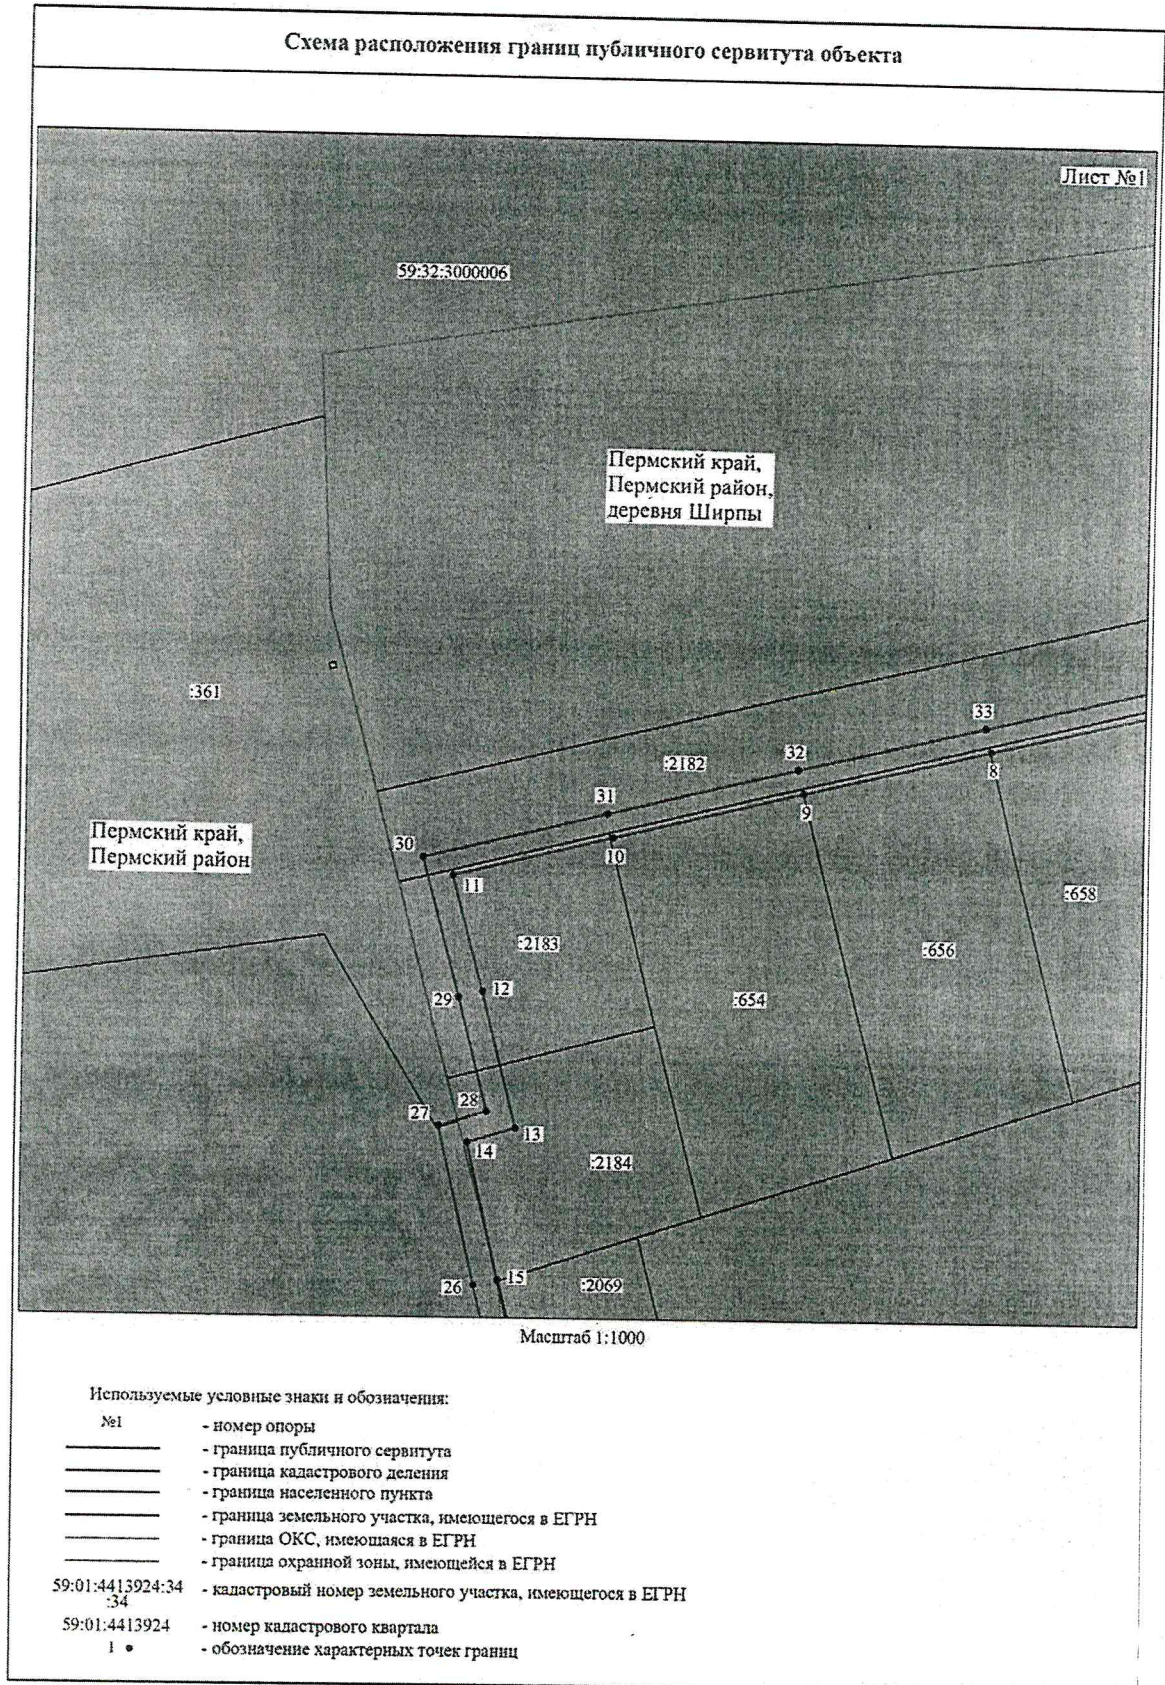 Схема расположения границ публичного сервитута объекта
Лист №1
59:32:3000006
Пермский край,
Пермский район,
деревня Ширпы
:361
33
32
:2182
8
31
9
Пермский край,
Пермский район
30
10
11
:658
:2183
:656
12
29
:654
28
27
13
14
:2184
15
26
:2069
Масштаб 1:1000
Используемые условные знаки и обозначения:
№1 - номер опоры
- граница публичного сервитута
- граница кадастрового деления
- граница населенного пункта
- граница земельного участка, имеющегося в ЕГРН
- граница ОКС, имеющаяся в ЕГРН
- граница охранной зоны, имеющейся в ЕГРН
59:01:4413924:34 - кадастровый номер земельного участка, имеющегося в ЕГРН
:34
59:01:4413924 - номер кадастрового квартала
1 - обозначение характерных точек границ